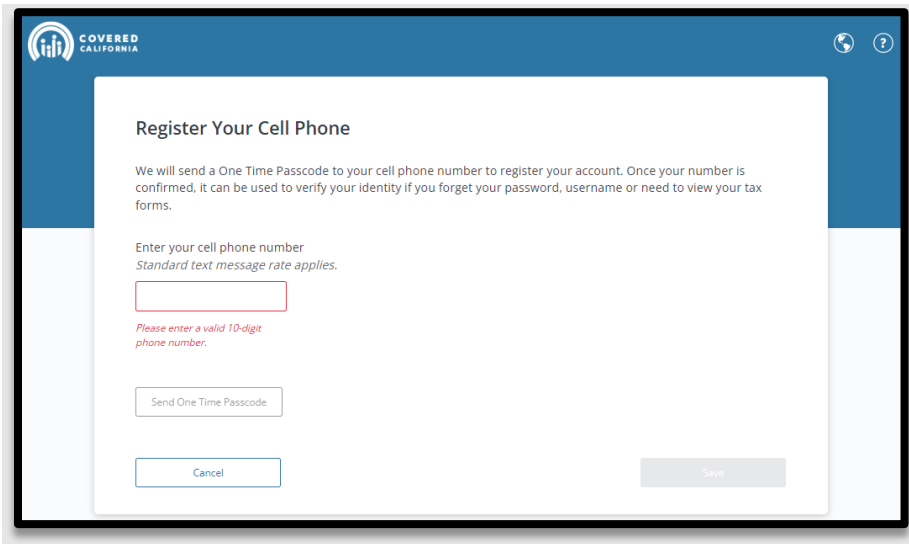 COVERED
CALIFORNIA
?
Register Your Cell Phone
We will send a One Time Passcode to your cell phone number to register your account. Once your number is
confirmed, it can be used to verify your identity if you forget your password, username or need to view your tax
forms.
Enter your cell phone number
Standard text message rate applies.
Please enter a valid 10-digit
phone number.
Send One Time Passcode
Cancel
Save